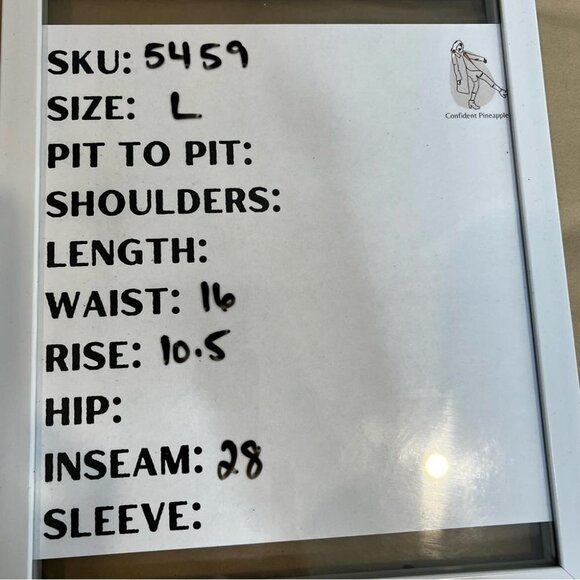 SKU: 5459
Confident Pineapple
SIZE: L
PIT TO PIT:
SHOULDERS:
LENGTH:
WAIST: 16
RISE: 10.5
HIP:
INSEAM: 28
SLEEVE: